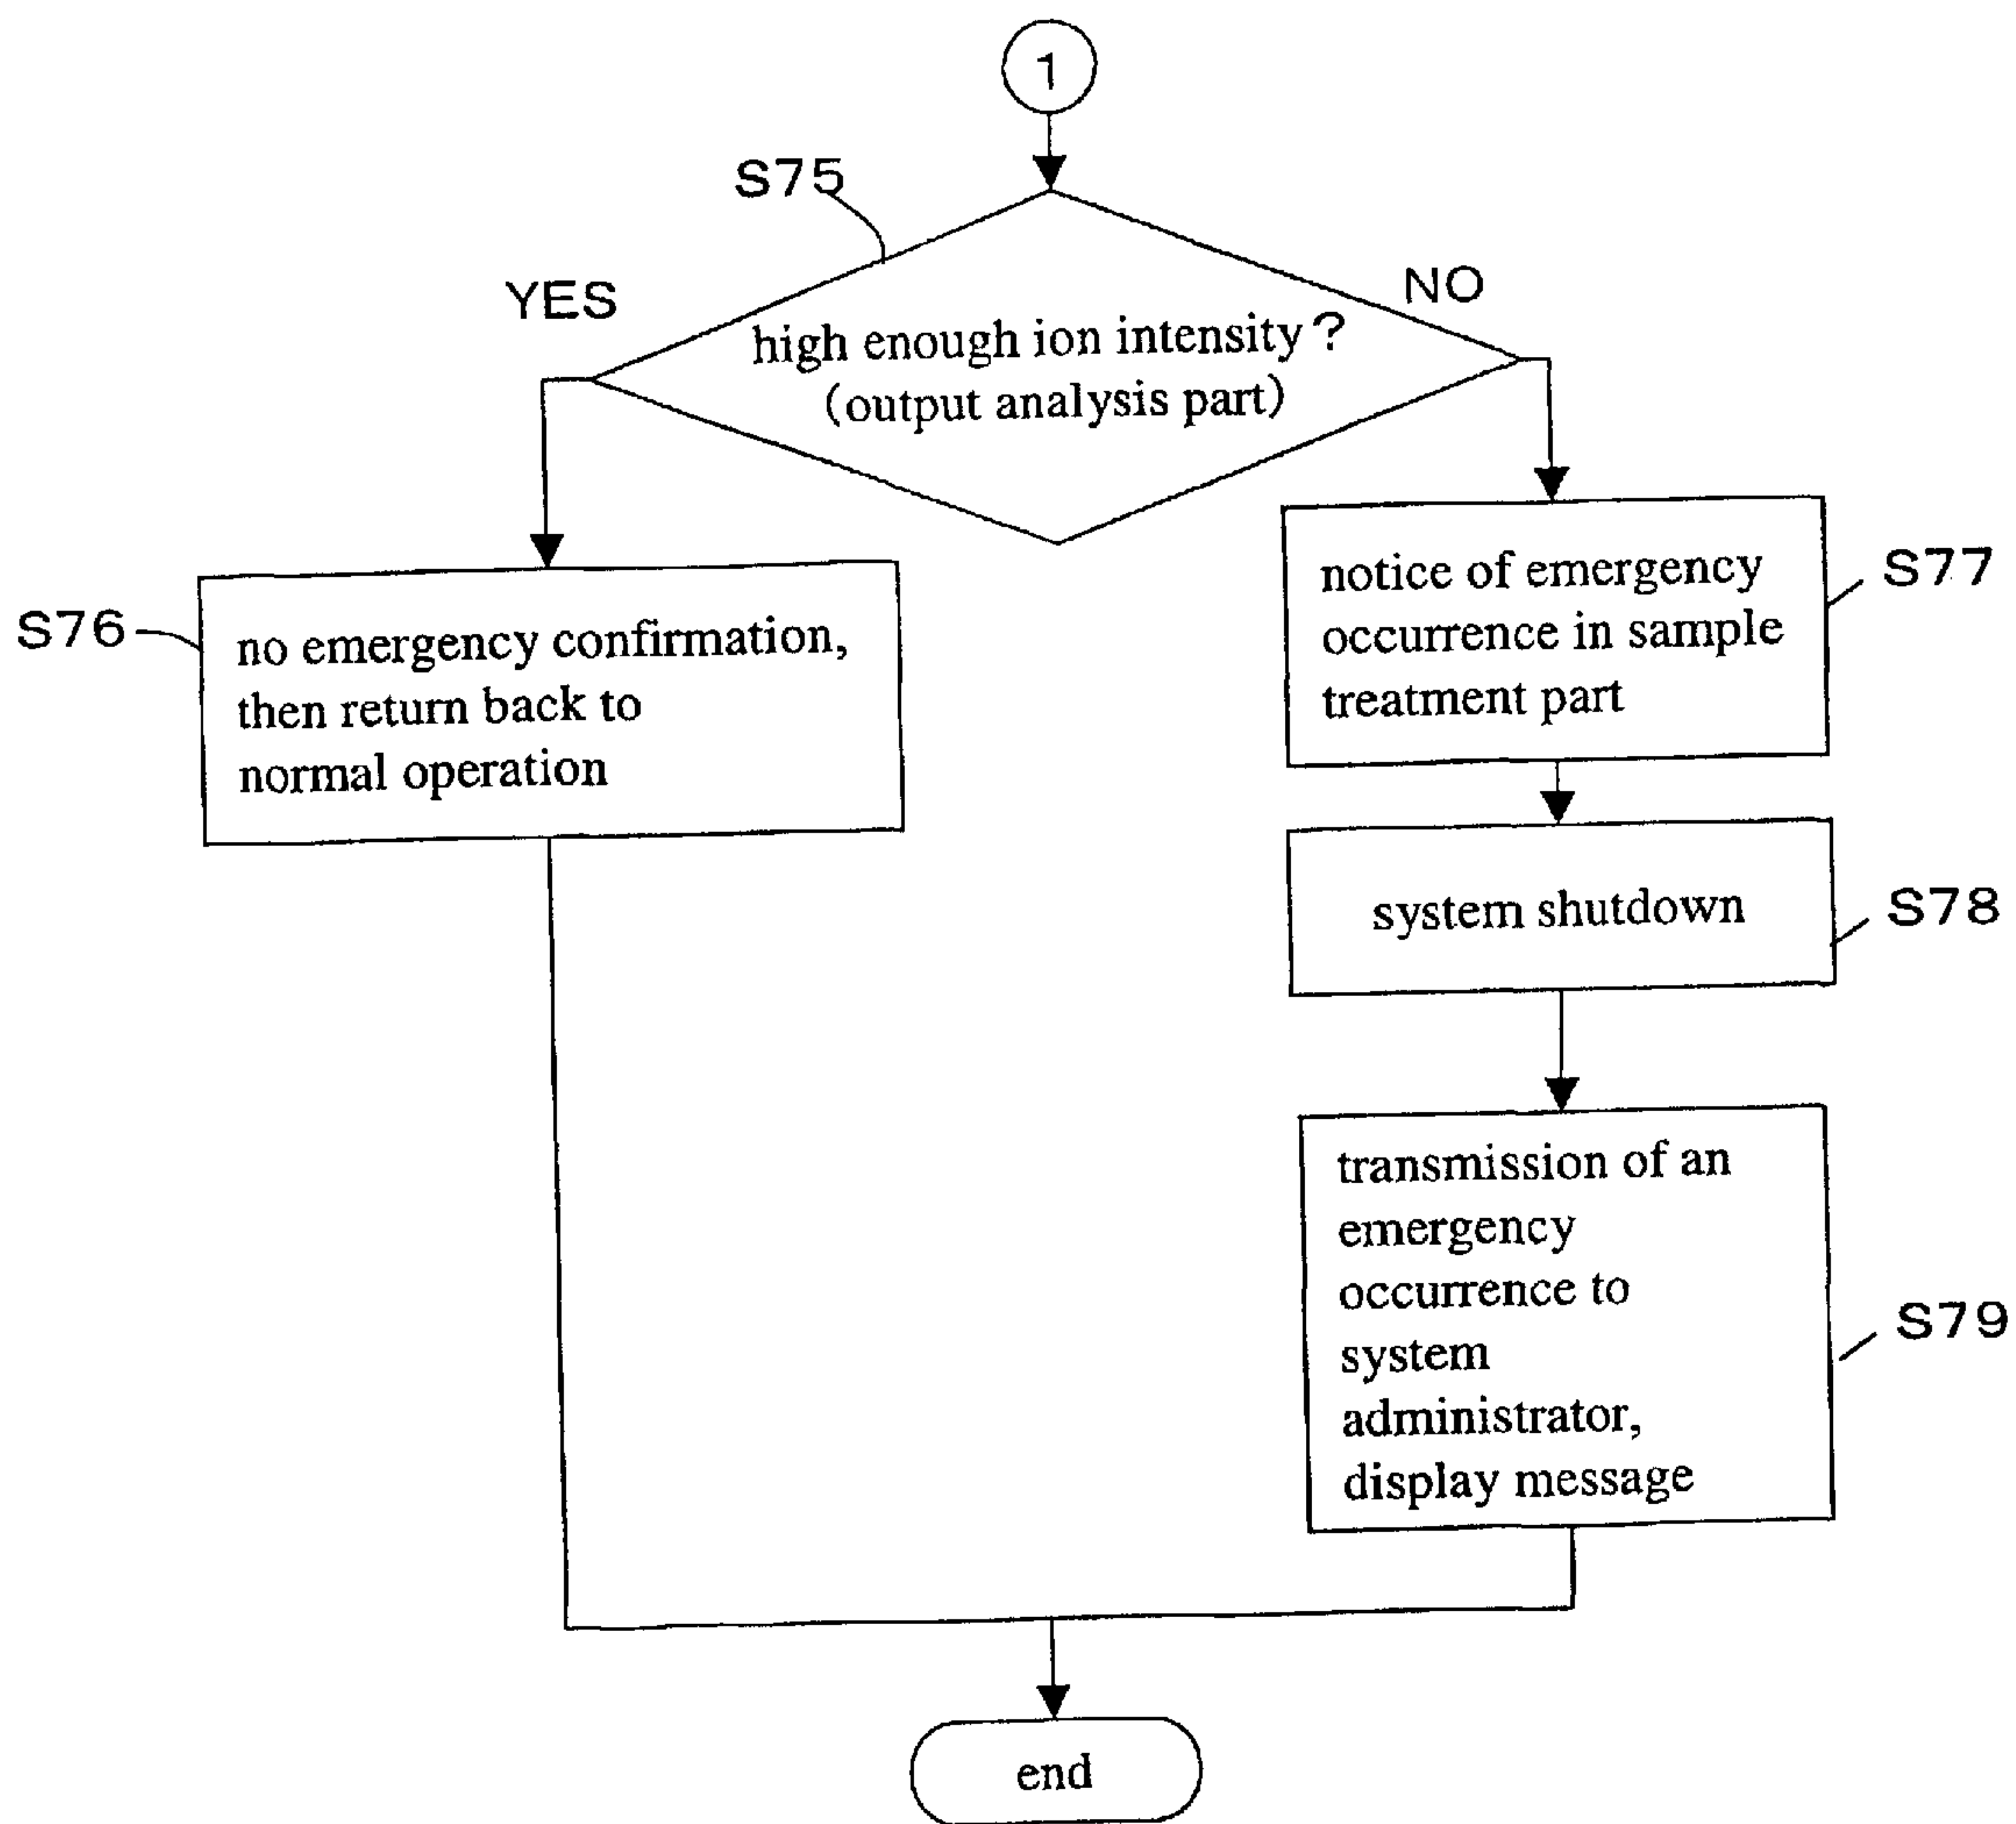 1
S75
YES
NO
high enough ion intensity?
(output analysis part)
S76
no emergency confirmation,
then return back to
normal operation
notice of emergency
occurrence in sample
treatment part
S77
system shutdown
S78
transmission of an
emergency
occurrence to
system
administrator,
display message
S79
end